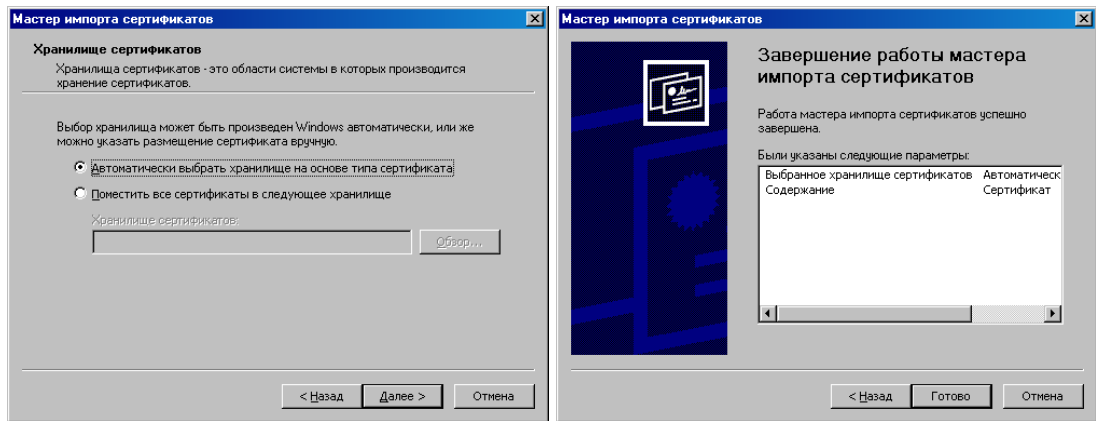 Мастер импорта сертификатов
Хранилище сертификатов
Хранилища сертификатов - это области системы в которых производится
хранение сертификатов.
Выбор хранилища может быть произведен Windows автоматически, или же
можно указать размещение сертификата вручную.
Автоматически выбрать хранилище на основе типа сертификата
Поместить все сертификаты в следующее хранилище
Хранилище сертификатов:
Обзор...
< Назад
Далее >
Отмена
Мастер импорта сертификатов
Завершение работы мастера
импорта сертификатов
Работа мастера импорта сертификатов успешно
завершена.
Были указаны следующие параметры:
Выбранное хранилище сертификатов Автоматическ
Содержание Сертификат
< Назад
Готово
Отмена